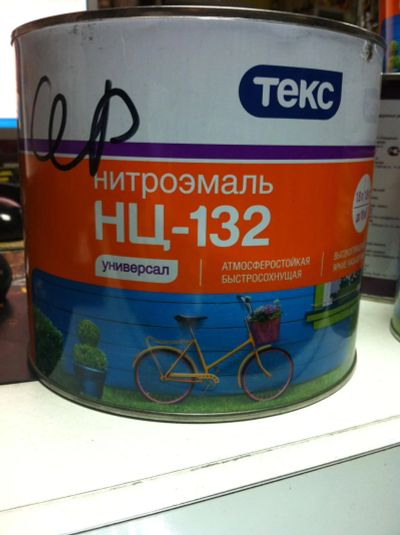 сер
текс
нитроэмаль
НЦ-132
универсал
АТМОСФЕРОСТОЙКАЯ
БЫСТРОСОХНУЩАЯ